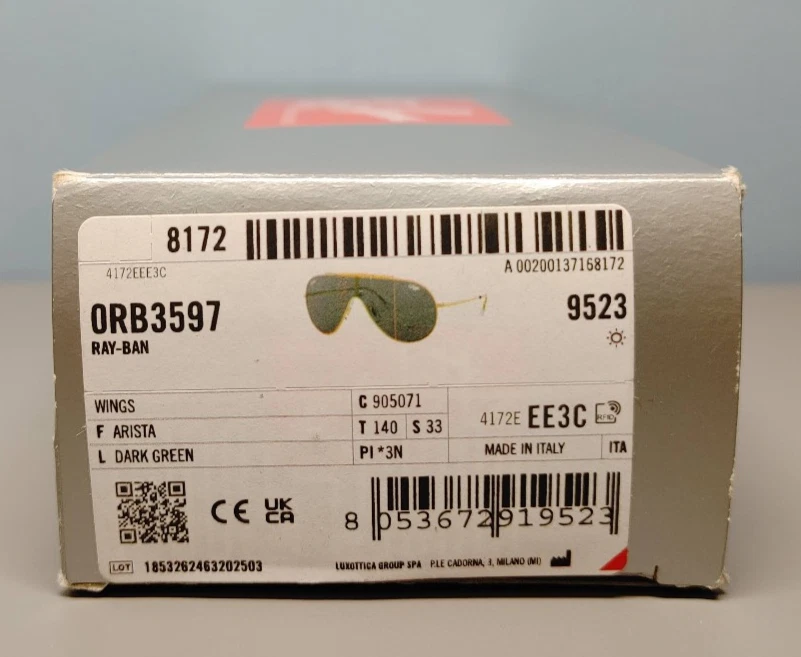 8172
4172EEE3C
A 00200137168172
0RB3597
9523
RAY-BAN
WINGS
C 905071
F ARISTA
T 140
S 33
4172E EE3C
L DARK GREEN
PI *3N
MADE IN ITALY
ITA
CE
UK
CA
8 053672 919523
LOT 1853262463202503
LUXOTTICA GROUP SPA P.LE CADORNA, 3, MILANO (MI)